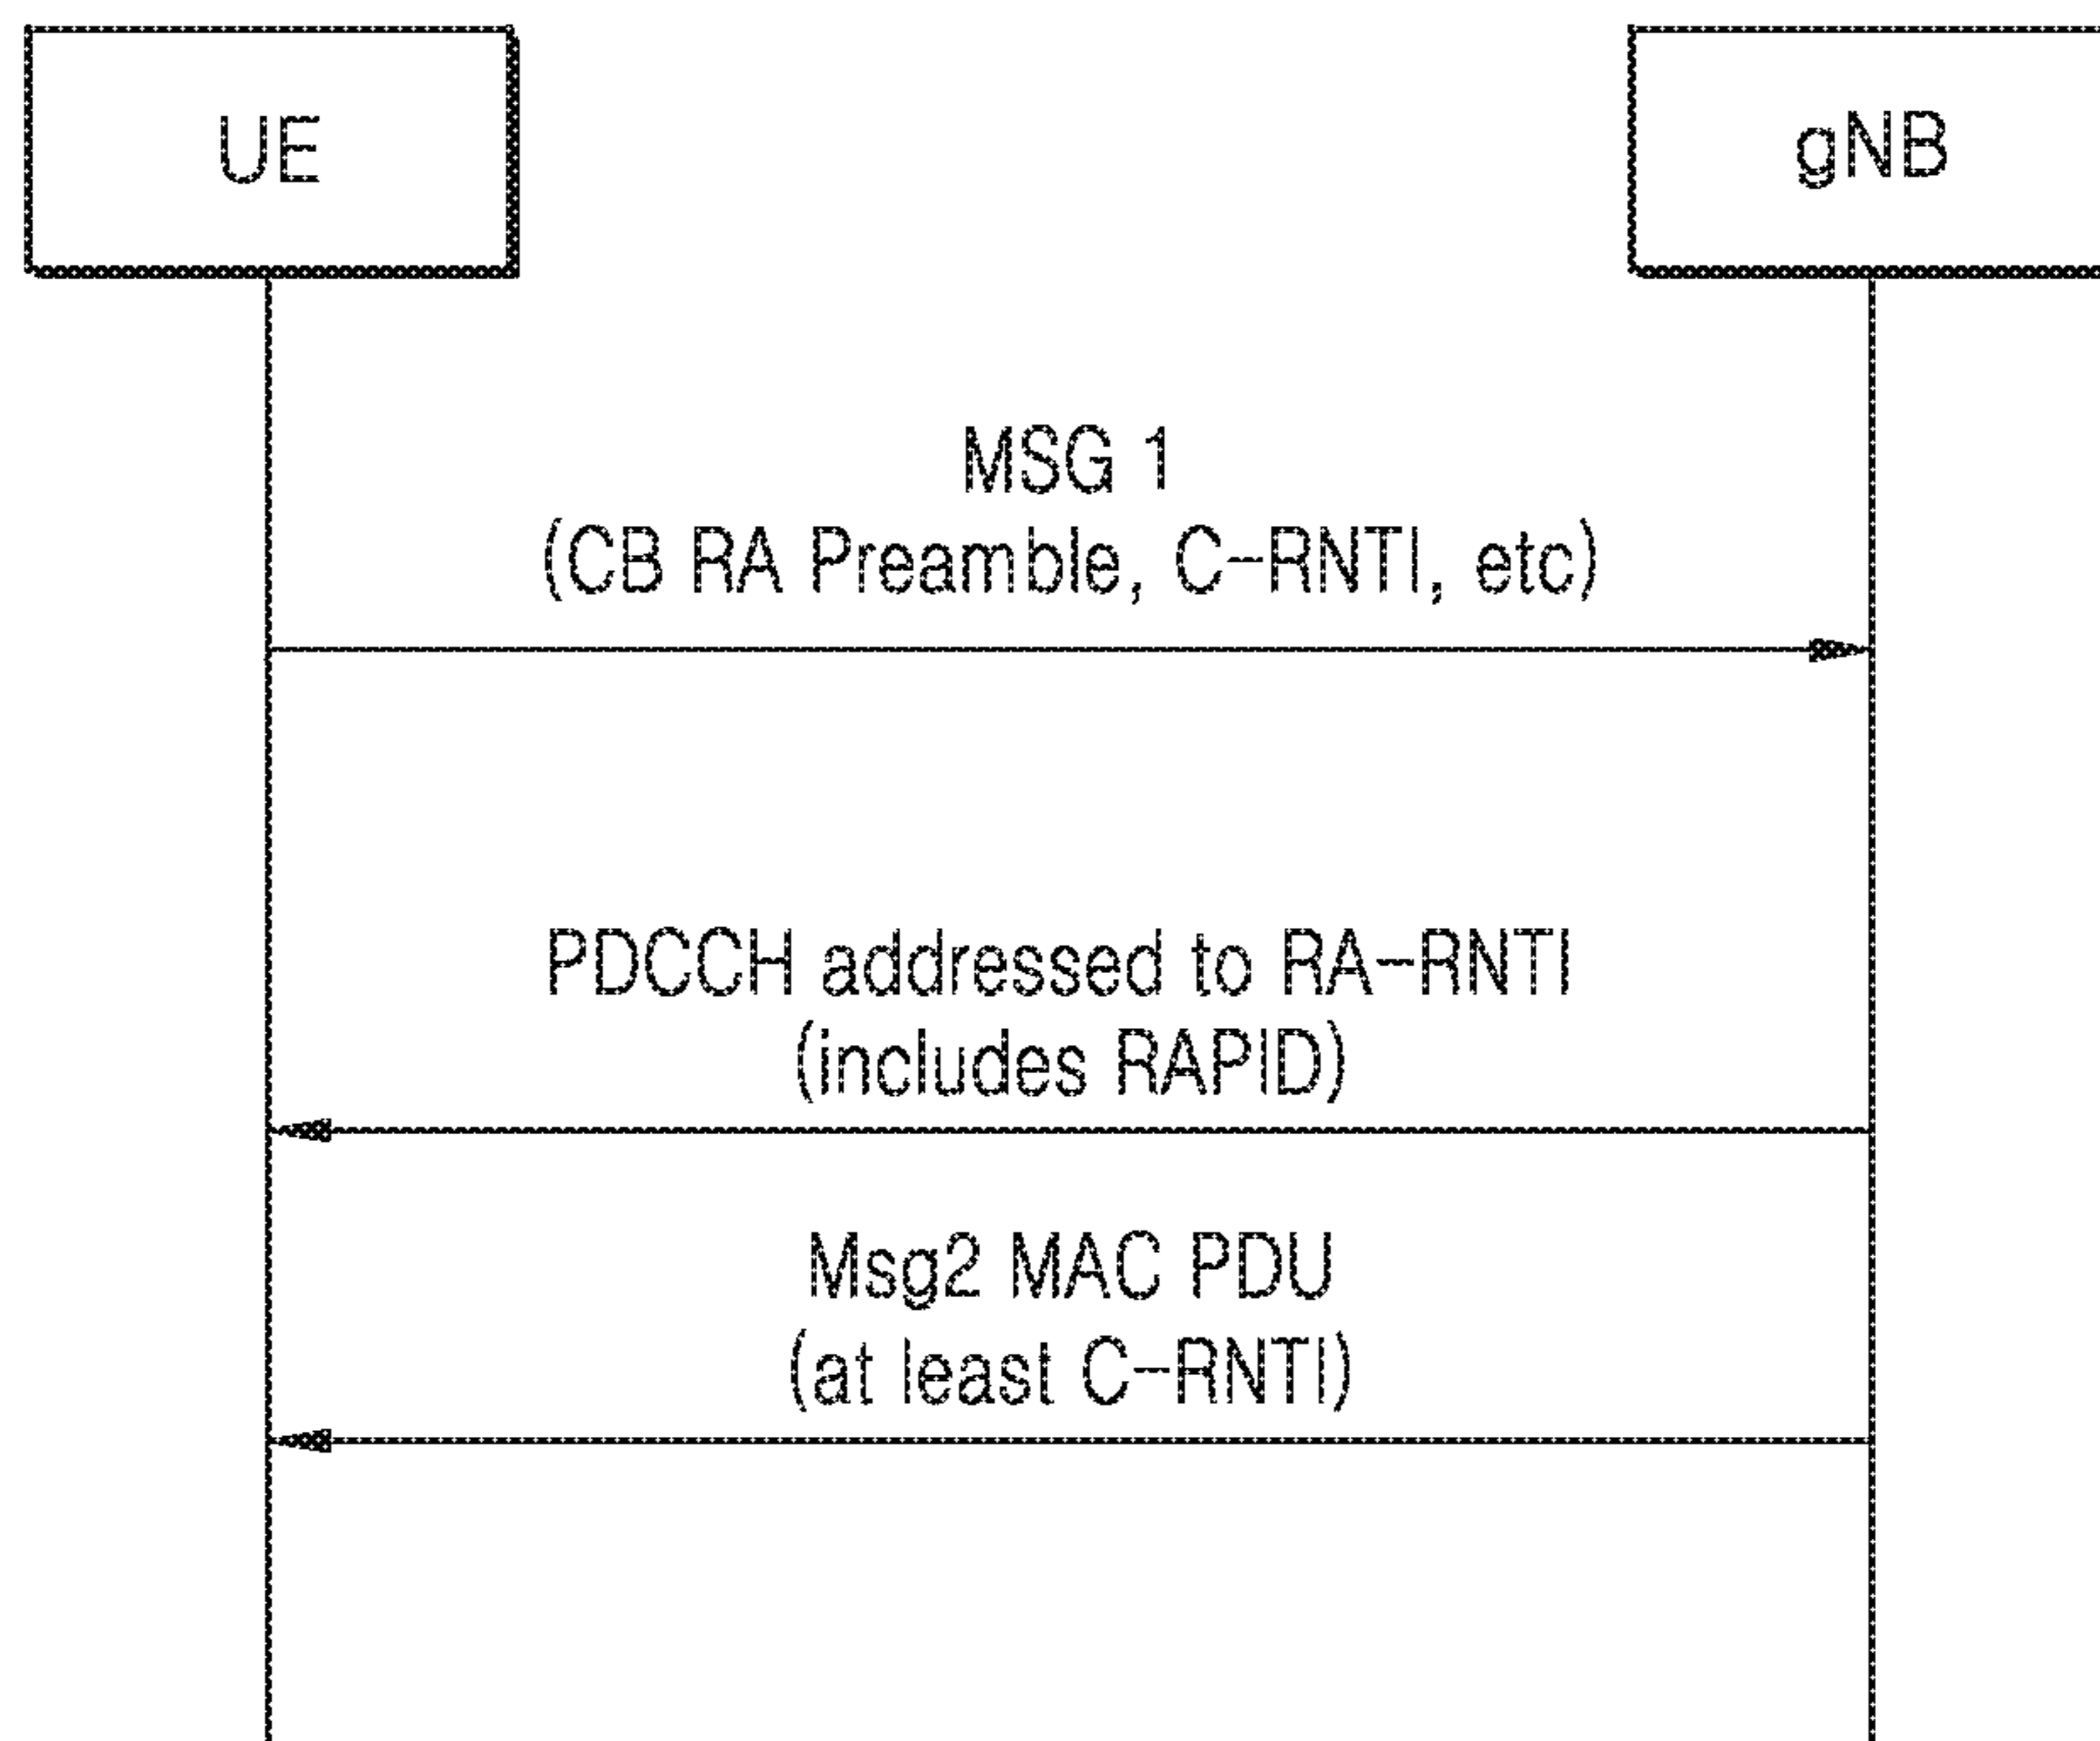 UE
gNB
MSG 1
(CB RA Preamble, C-RNTI, etc)
PDCCH addressed to RA-RNTI
(includes RAPID)
Msg2 MAC PDU
(at least C-RNTI)